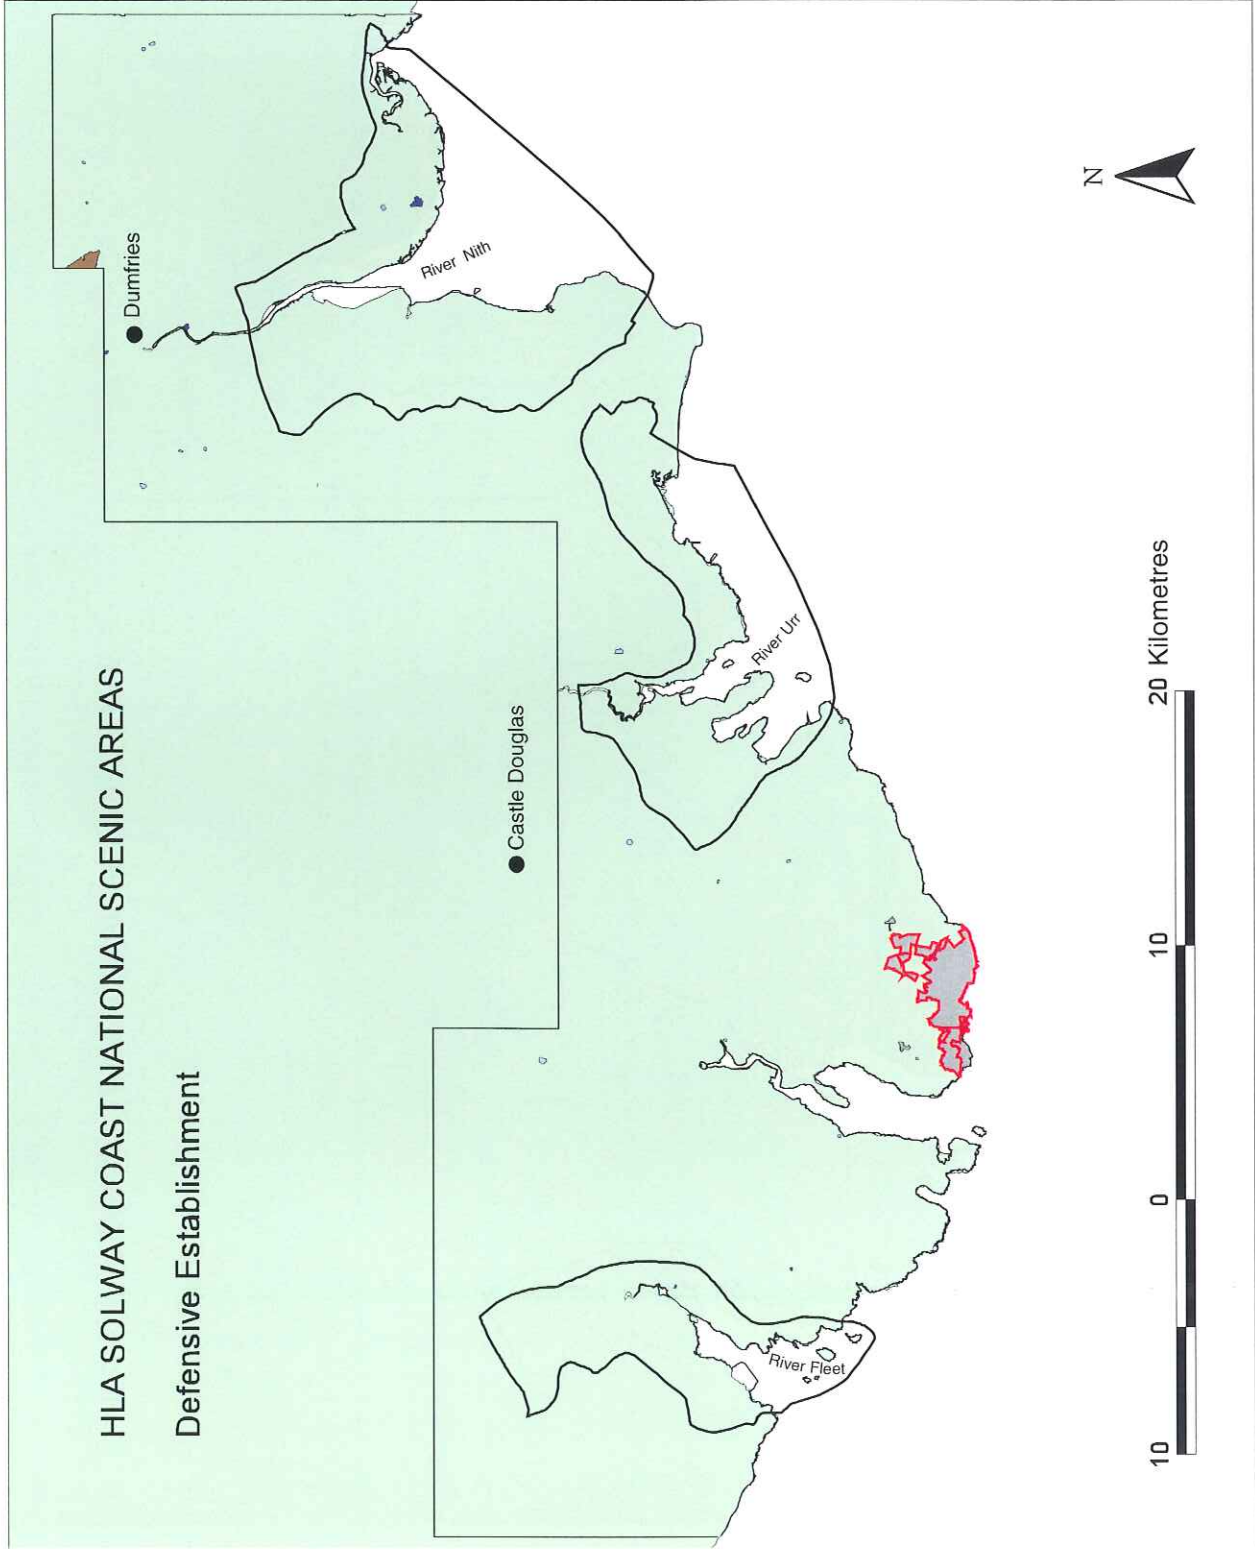 HLA SOLWAY COAST NATIONAL SCENIC AREAS
Defensive Establishment
Dumfries
Castle Douglas
River Nith
River Urr
River Fleet
N
10 0 10 20 Kilometres